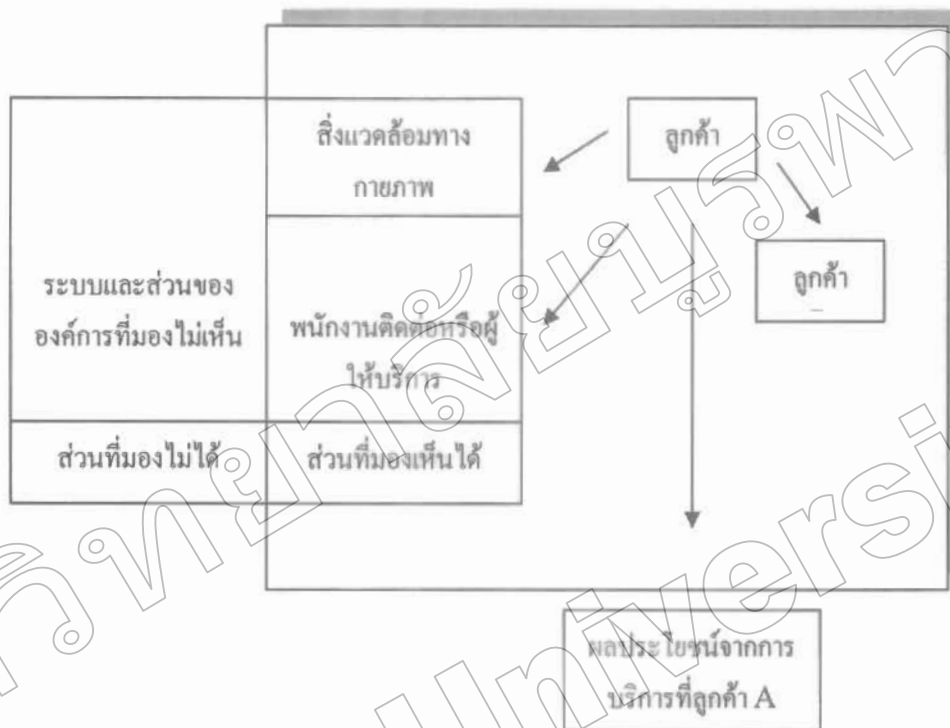 สิ่งแวดล้อมทาง
กายภาพ
ลูกค้า
ลูกค้า
ระบบและส่วนของ
องค์การที่มองไม่เห็น
พนักงานติดต่อหรือผู้
ให้บริการ
ส่วนที่มองไม่ได้
ส่วนที่มองเห็นได้
ผลประโยชน์จากการ
บริการที่ลูกค้า A